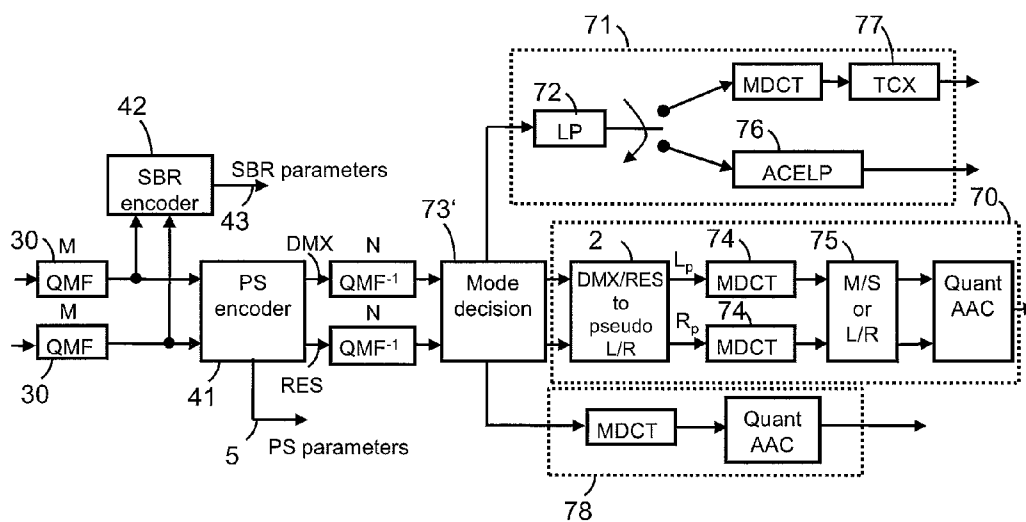 71
77
72
LP
MDCT
TCX
76
ACELP
42
SBR
encoder
SBR parameters
43
70
73'
30
M
QMF
M
QMF
30
PS
encoder
41
DMX
N
QMF-1
N
QMF-1
RES
Mode
decision
2
DMX/RES
to
pseudo
L/R
Lp
Rp
74
MDCT
74
MDCT
75
M/S
or
L/R
Quant
AAC
5
PS parameters
MDCT
Quant
AAC
78